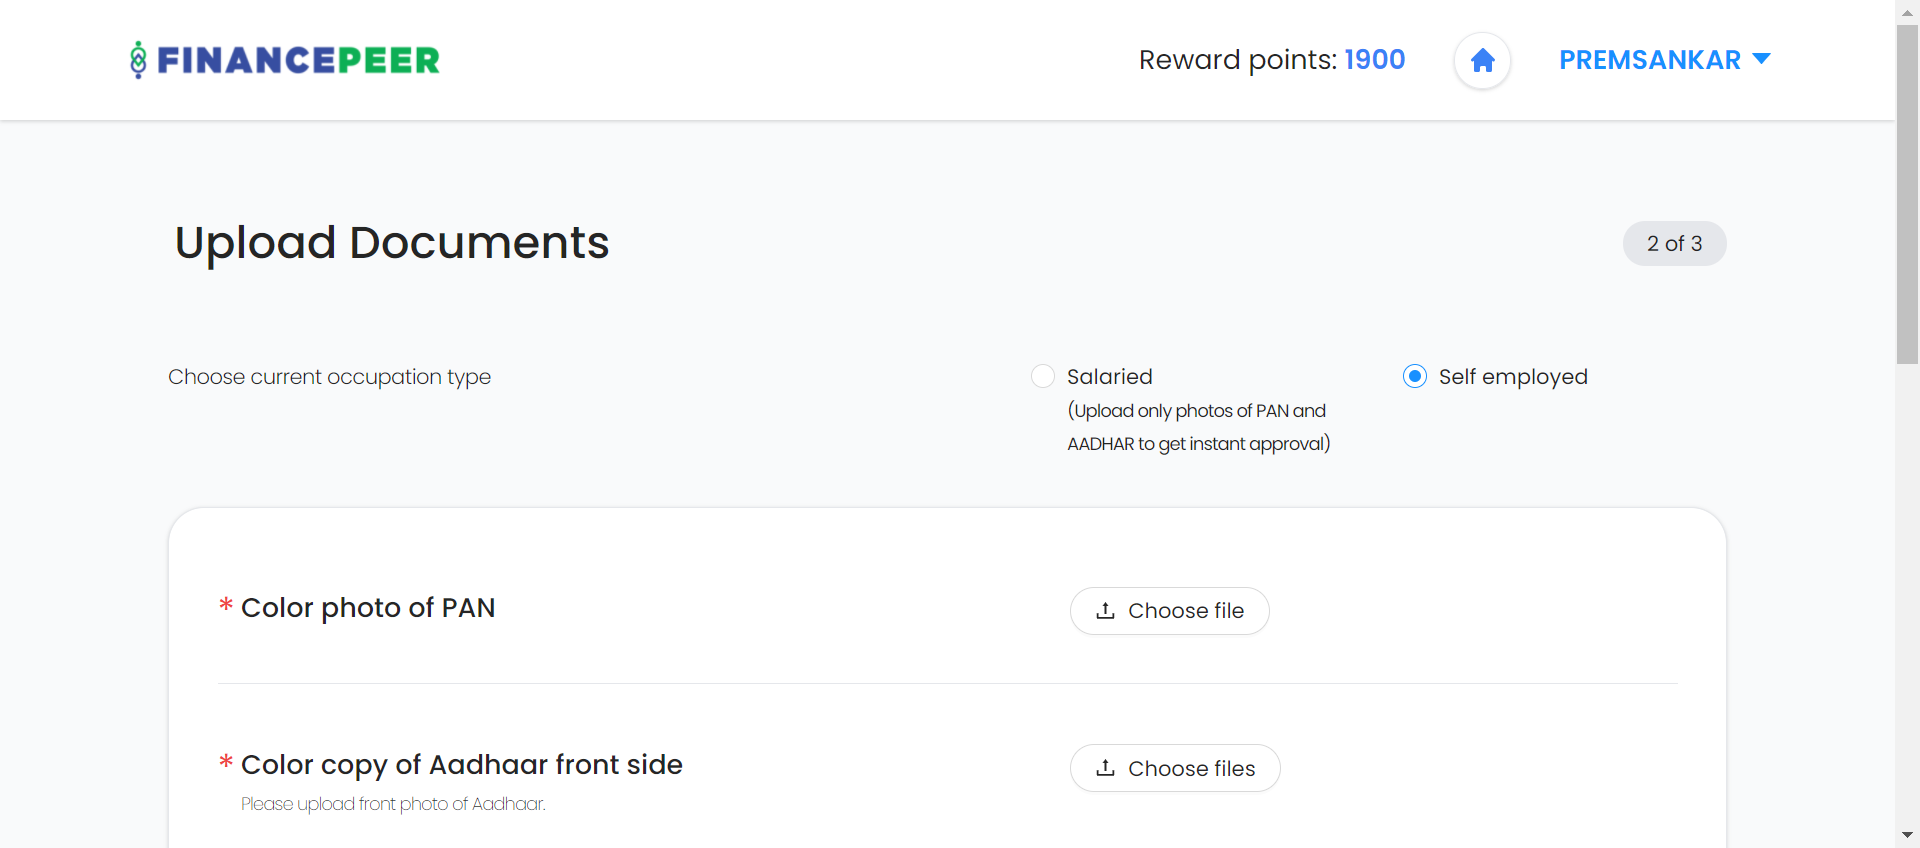 FINANCEPEER
Reward points: 1900
PREMSANKAR
Upload Documents
2 of 3
Choose current occupation type
Salaried
(Upload only photos of PAN and
AADHAR to get instant approval)
Self employed
* Color photo of PAN
Choose file
* Color copy of Aadhaar front side
Please upload front photo of Aadhaar.
Choose files